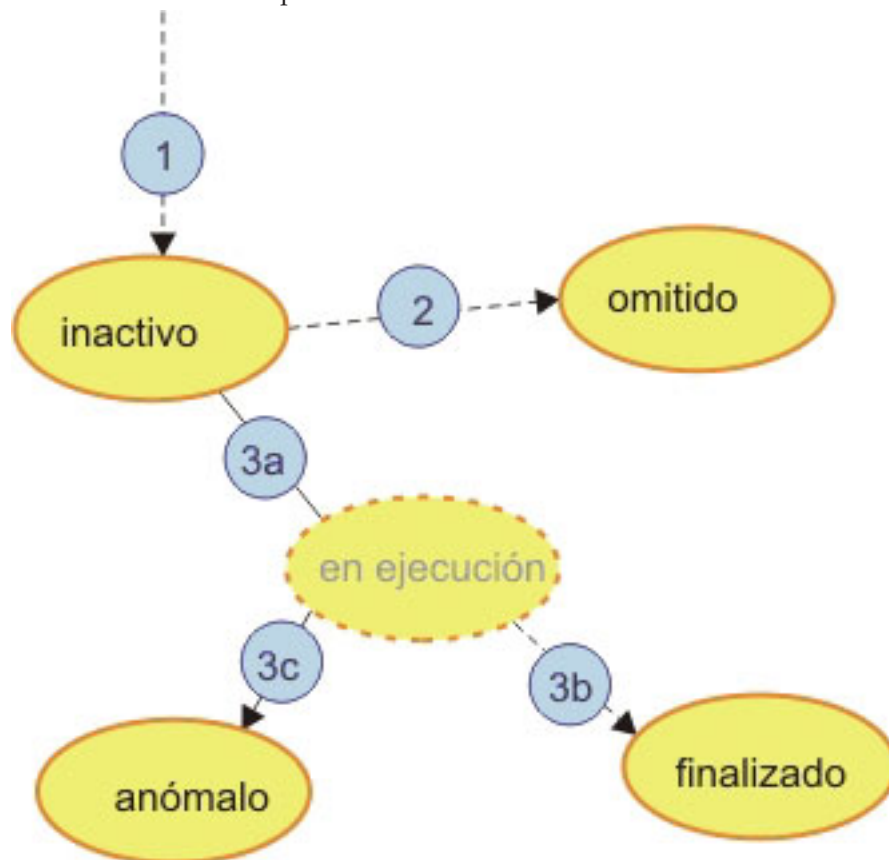 1
inactivo
2
omitido
3a
en ejecución
3c
3b
anómalo
finalizado